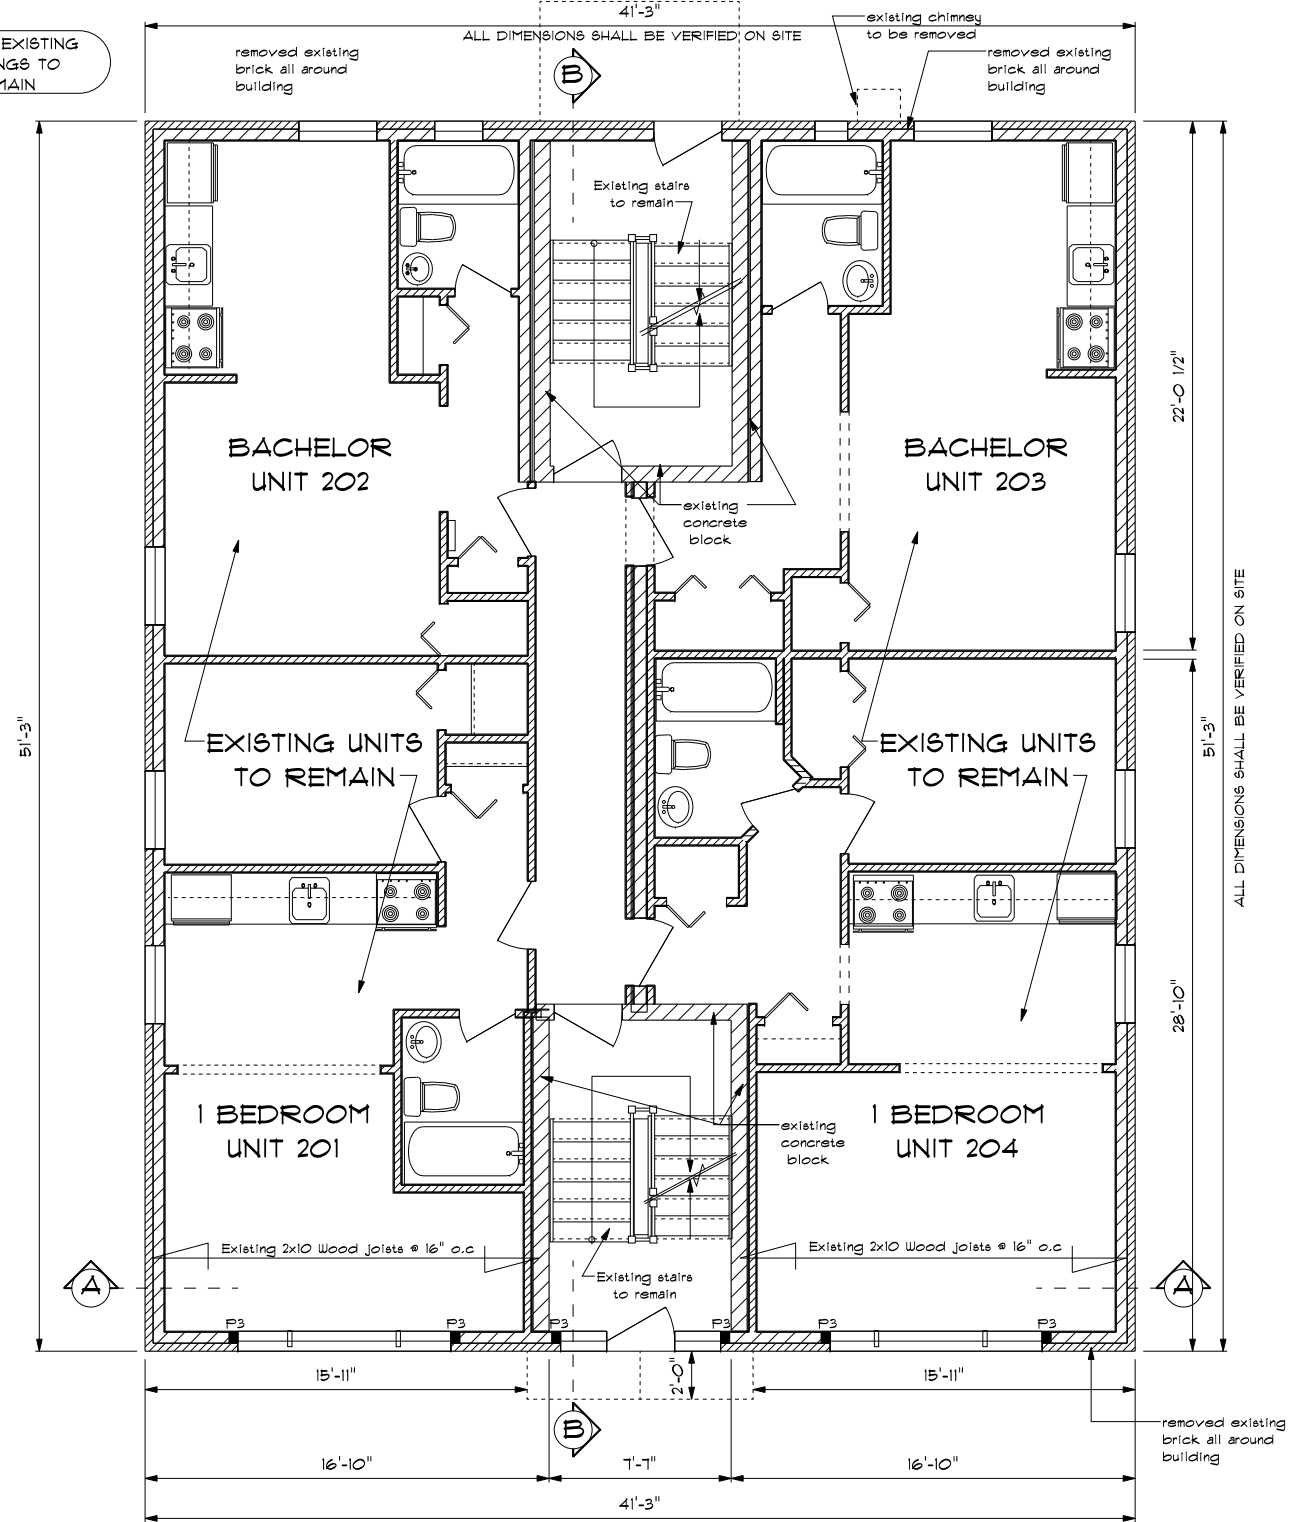 41'-3"
ALL DIMENSIONS SHALL BE VERIFIED ON SITE
existing chimney
to be removed
EXISTING
TO
removed existing
brick all around
building
B
removed existing
brick all around
building
Existing stairs
to remain
22'-0 1/2"
BACHELOR
UNIT 202
BACHELOR
UNIT 203
existing
concrete
block
51'-3"
EXISTING UNITS
TO REMAIN
EXISTING UNITS
TO REMAIN
51'-3"
ALL DIMENSIONS SHALL BE VERIFIED ON SITE
28'-10"
1 BEDROOM
UNIT 201
1 BEDROOM
UNIT 204
existing
concrete
block
Existing 2x10 Wood joists @ 16" o.c
Existing 2x10 Wood joists @ 16" o.c
Existing stairs
to remain
A
A
P3
P3
P3
P3
P3
P3
15'-11"
2'-0"
15'-11"
B
removed existing
brick all around
building
16'-10"
7'-7"
16'-10"
41'-3"